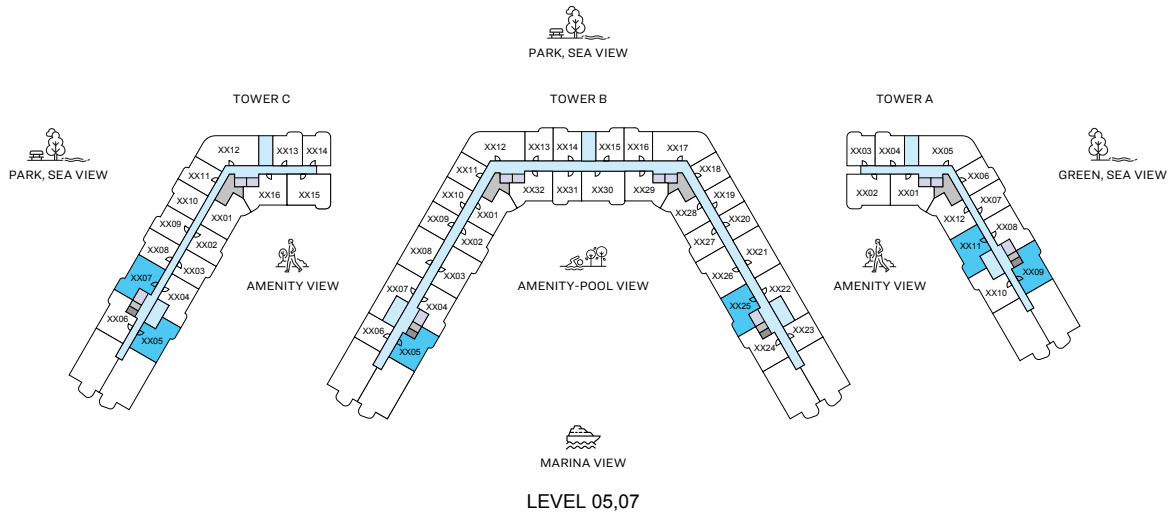 PARK, SEA VIEW
TOWER C
TOWER B
TOWER A
PARK, SEA VIEW
GREEN, SEA VIEW
XX12
XX13
XX14
XX11
XX10
XX09
XX08
XX07
XX06
XX05
XX04
XX03
XX02
XX01
XX16
XX15
AMENITY VIEW
XX12
XX13
XX14
XX15
XX16
XX17
XX11
XX10
XX09
XX08
XX07
XX06
XX05
XX04
XX03
XX02
XX01
XX32
XX31
XX30
XX29
XX28
XX27
XX26
XX25
XX24
XX23
XX22
XX21
XX20
XX19
XX18
AMENITY-POOL VIEW
XX03
XX04
XX05
XX02
XX01
XX06
XX07
XX08
XX09
XX12
XX11
XX10
AMENITY VIEW
MARINA VIEW
LEVEL 05,07